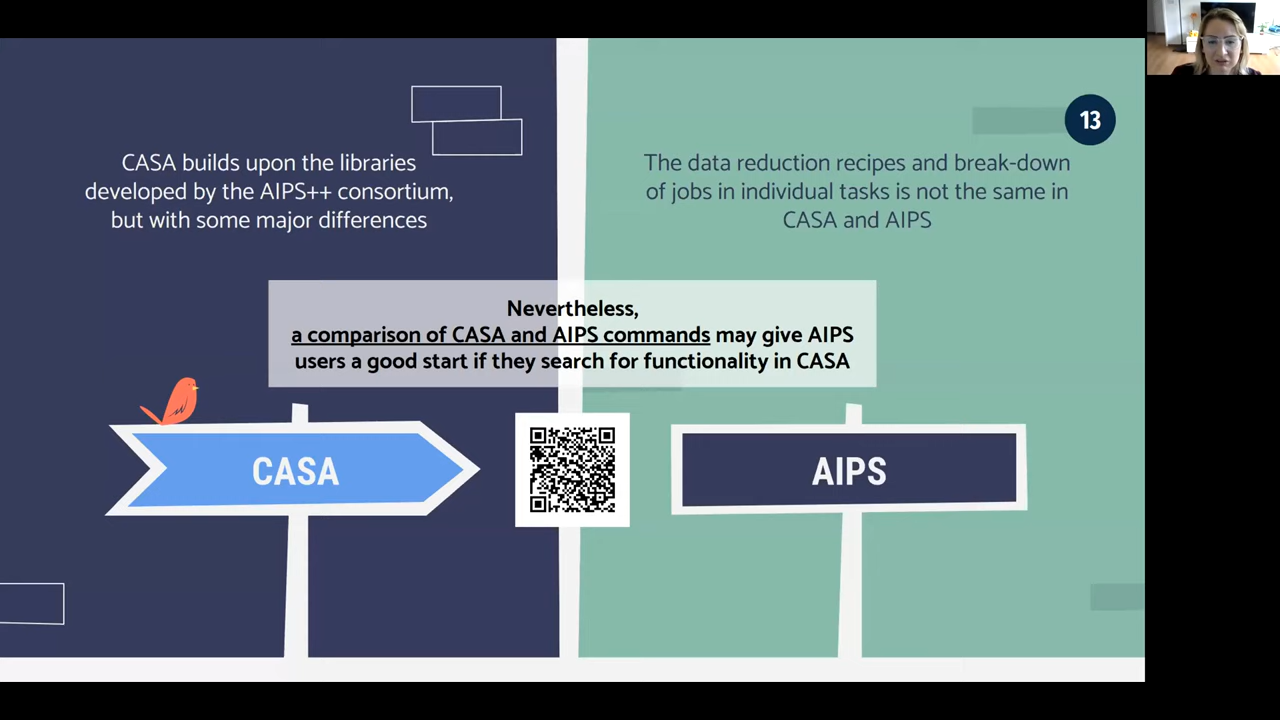 13
CASA builds upon the libraries
developed by the AIPS++ consortium,
but with some major differences
The data reduction recipes and break-down
of jobs in individual tasks is not the same in
CASA and AIPS
Nevertheless,
a comparison of CASA and AIPS commands may give AIPS
users a good start if they search for functionality in CASA
CASA
AIPS